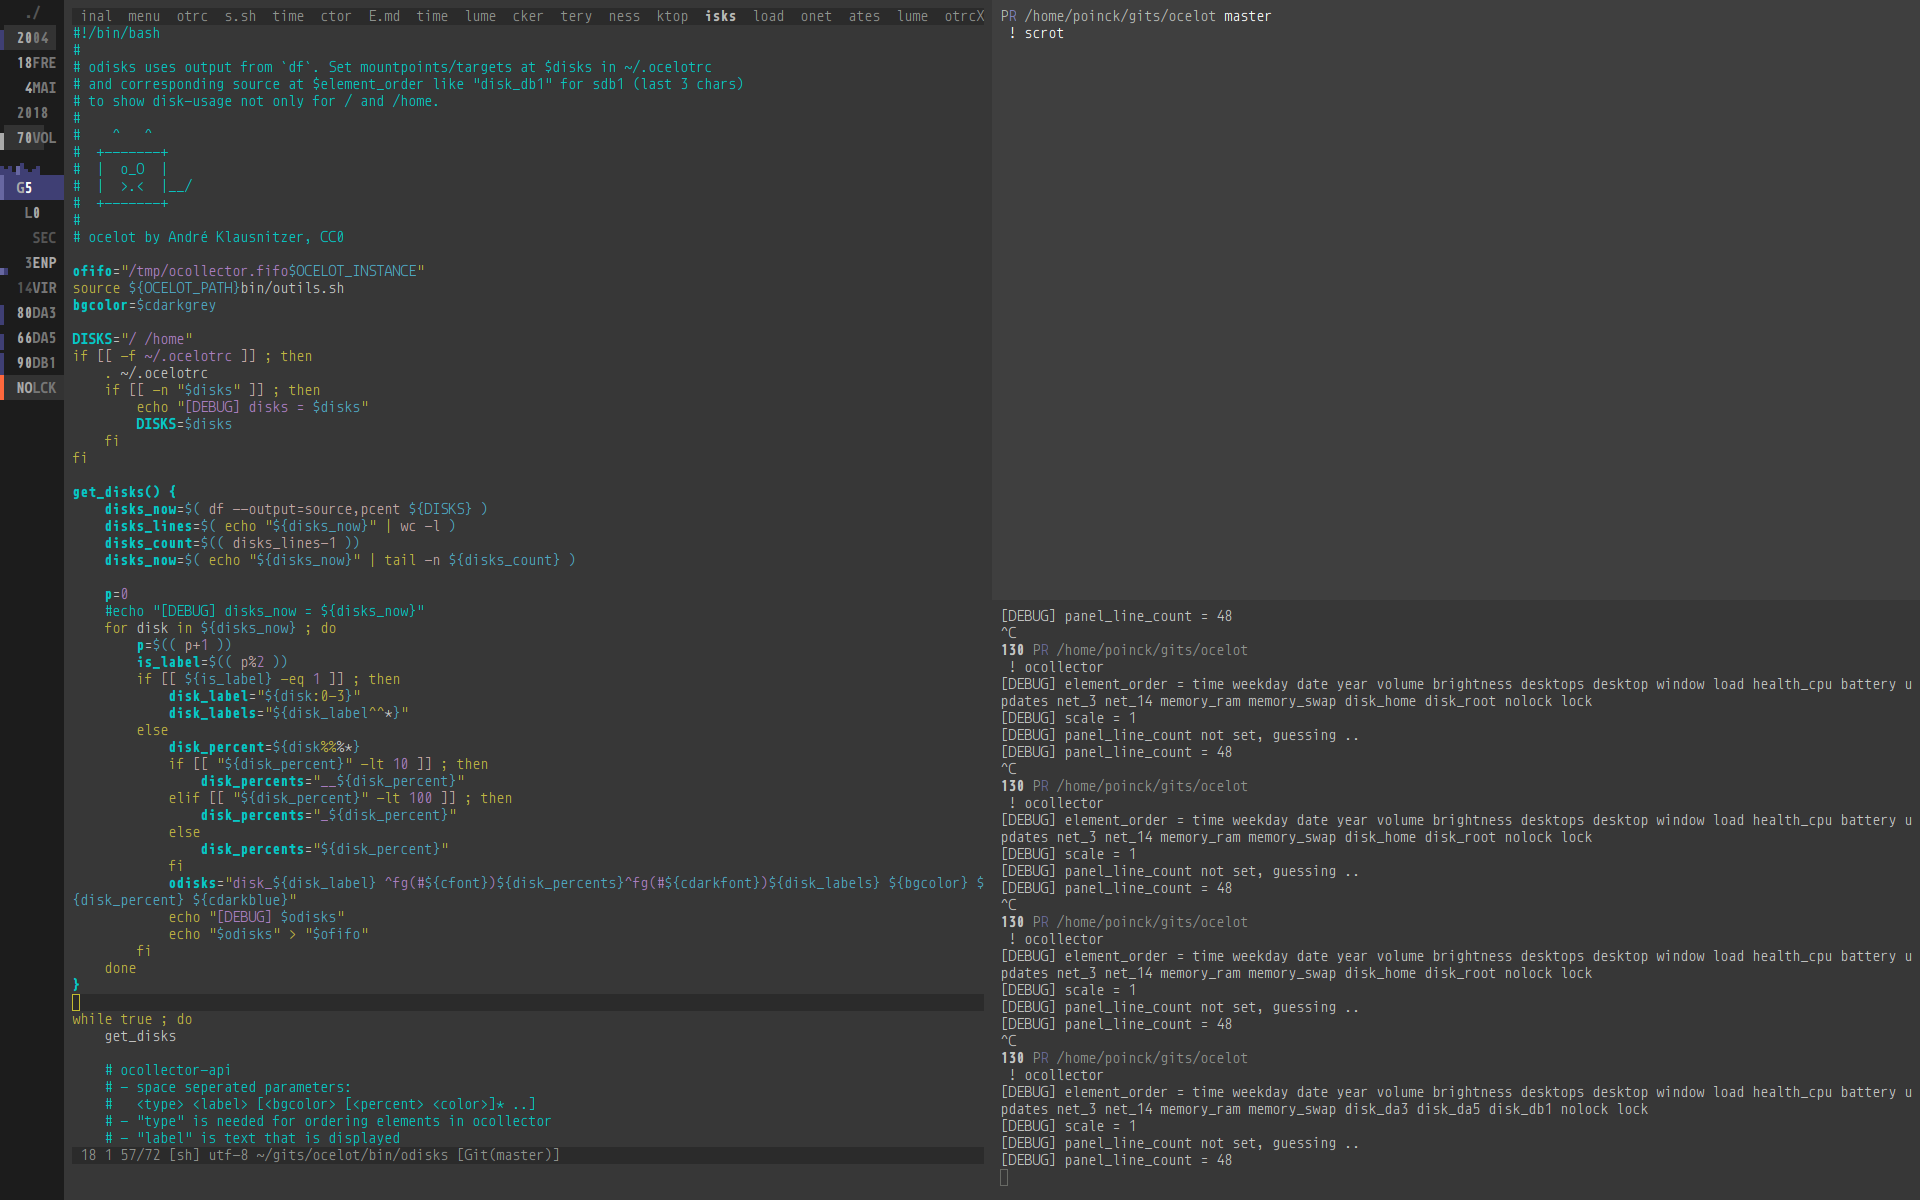 ./
2004
18FRE
4MAI
2018
70VOL
G5
L0
SEC
3ENP
14VIR
80DA3
66DA5
90DB1
NOLCK
inal menu otrc s.sh time ctor E.md time lume cker tery ness ktop isks load onet ates lume otrcX
#!/bin/bash
#
# odisks uses output from `df`. Set mountpoints/targets at $disks in ~/.ocelotrc
# and corresponding source at $element_order like "disk_db1" for sdb1 (last 3 chars)
# to show disk-usage not only for / and /home.
#
#    ^   ^
#  +-------+
#  |  o_O  |
#  |  >.<  |__/
#  +-------+
#
# ocelot by André Klausnitzer, CC0
ofifo="/tmp/ocollector.fifo$OCELOT_INSTANCE"
source ${OCELOT_PATH}bin/outils.sh
bgcolor=$cdarkgrey
DISKS="/ /home"
if [[ -f ~/.ocelotrc ]] ; then
    . ~/.ocelotrc
    if [[ -n "$disks" ]] ; then
        echo "[DEBUG] disks = $disks"
        DISKS=$disks
    fi
fi
get_disks() {
    disks_now=$( df --output=source,pcent ${DISKS} )
    disks_lines=$( echo "${disks_now}" | wc -l )
    disks_count=$(( disks_lines-1 ))
    disks_now=$( echo "${disks_now}" | tail -n ${disks_count} )
    p=0
    #echo "[DEBUG] disks_now = ${disks_now}"
    for disk in ${disks_now} ; do
        p=$(( p+1 ))
        is_label=$(( p%2 ))
        if [[ ${is_label} -eq 1 ]] ; then
            disk_label="${disk:0-3}"
            disk_labels="${disk_label^^*}"
        else
            disk_percent=${disk%%%*}
            if [[ "${disk_percent}" -lt 10 ]] ; then
                disk_percents="__${disk_percent}"
            elif [[ "${disk_percent}" -lt 100 ]] ; then
                disk_percents="_${disk_percent}"
            else
                disk_percents="${disk_percent}"
            fi
            odisks="disk_${disk_label} ^fg(#${cfont})${disk_percents}^fg(#${cdarkfont})${disk_labels} ${bgcolor} $
{disk_percent} ${cdarkblue}"
            echo "[DEBUG] $odisks"
            echo "$odisks" > "$ofifo"
        fi
    done
}
while true ; do
    get_disks
    # ocollector-api
    # - space seperated parameters:
    #   <type> <label> [<bgcolor> [<percent> <color>]* ..]
    # - "type" is needed for ordering elements in ocollector
    # - "label" is text that is displayed
18 1 57/72 [sh] utf-8 ~/gits/ocelot/bin/odisks [Git(master)]
PR /home/poinck/gits/ocelot master
! scrot
[DEBUG] panel_line_count = 48
^C
130 PR /home/poinck/gits/ocelot
! ocollector
[DEBUG] element_order = time weekday date year volume brightness desktops desktop window load health_cpu battery u
pdates net_3 net_14 memory_ram memory_swap disk_home disk_root nolock lock
[DEBUG] scale = 1
[DEBUG] panel_line_count not set, guessing ..
[DEBUG] panel_line_count = 48
^C
130 PR /home/poinck/gits/ocelot
! ocollector
[DEBUG] element_order = time weekday date year volume brightness desktops desktop window load health_cpu battery u
pdates net_3 net_14 memory_ram memory_swap disk_home disk_root nolock lock
[DEBUG] scale = 1
[DEBUG] panel_line_count not set, guessing ..
[DEBUG] panel_line_count = 48
^C
130 PR /home/poinck/gits/ocelot
! ocollector
[DEBUG] element_order = time weekday date year volume brightness desktops desktop window load health_cpu battery u
pdates net_3 net_14 memory_ram memory_swap disk_home disk_root nolock lock
[DEBUG] scale = 1
[DEBUG] panel_line_count not set, guessing ..
[DEBUG] panel_line_count = 48
^C
130 PR /home/poinck/gits/ocelot
! ocollector
[DEBUG] element_order = time weekday date year volume brightness desktops desktop window load health_cpu battery u
pdates net_3 net_14 memory_ram memory_swap disk_da3 disk_da5 disk_db1 nolock lock
[DEBUG] scale = 1
[DEBUG] panel_line_count not set, guessing ..
[DEBUG] panel_line_count = 48